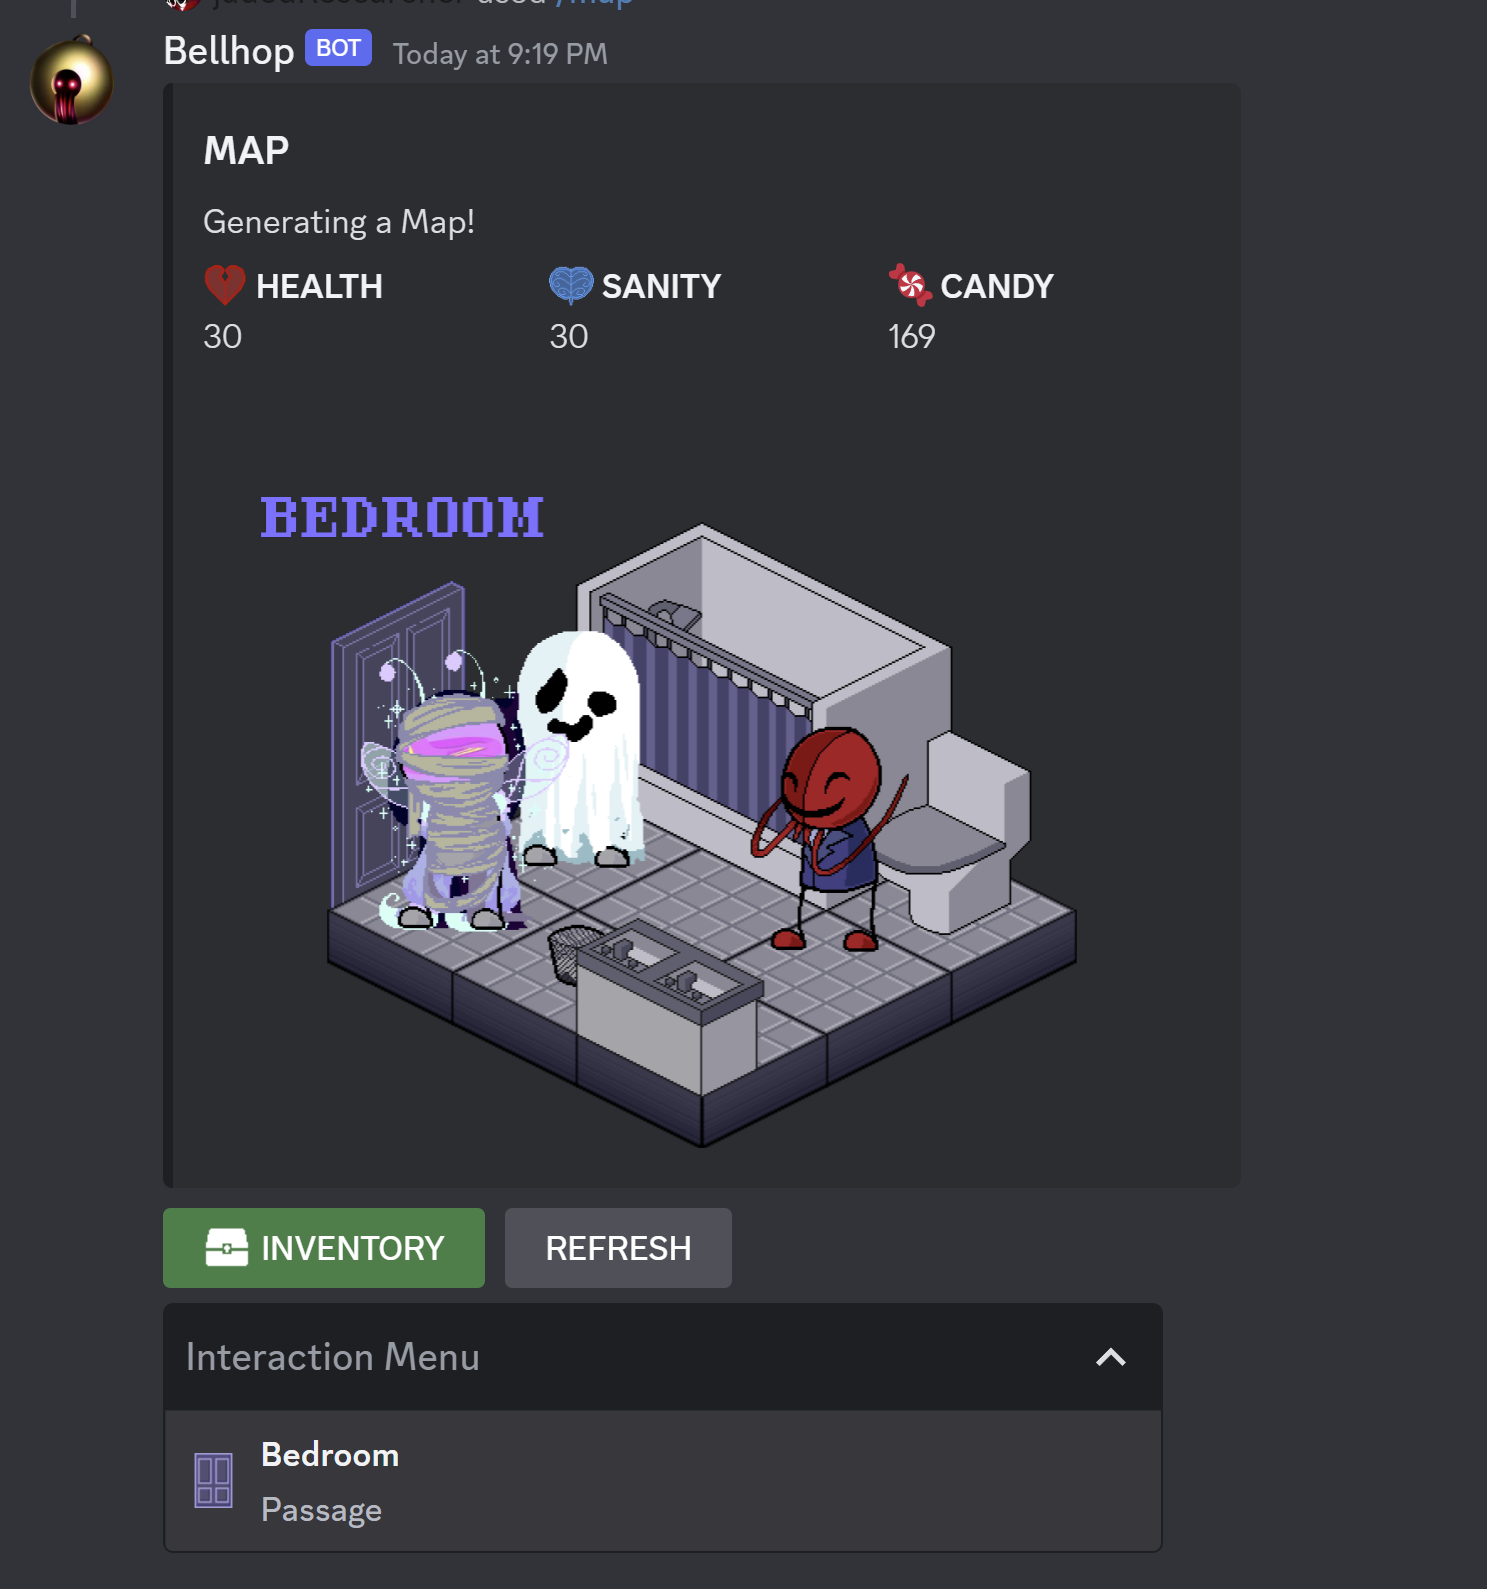 used /map
Bellhop BOT Today at 9:19 PM
MAP
Generating a Map!
HEALTH SANITY CANDY
30 30 169
BEDROOM
INVENTORY REFRESH
Interaction Menu
Bedroom
Passage